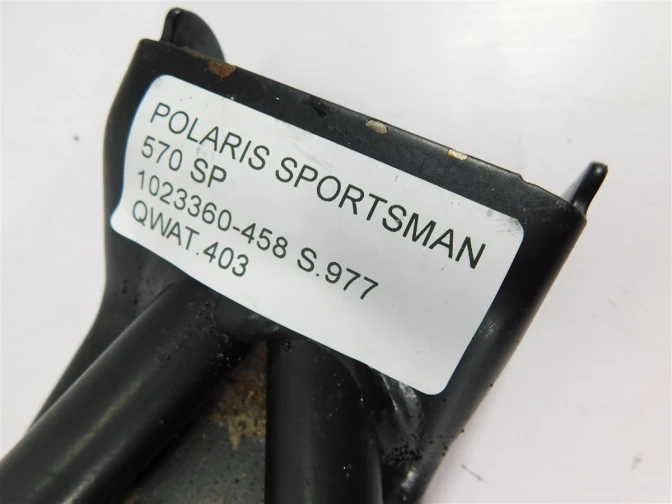 POLARIS SPORTSMAN
570 SP
1023360-458 S.977
QWAT.403